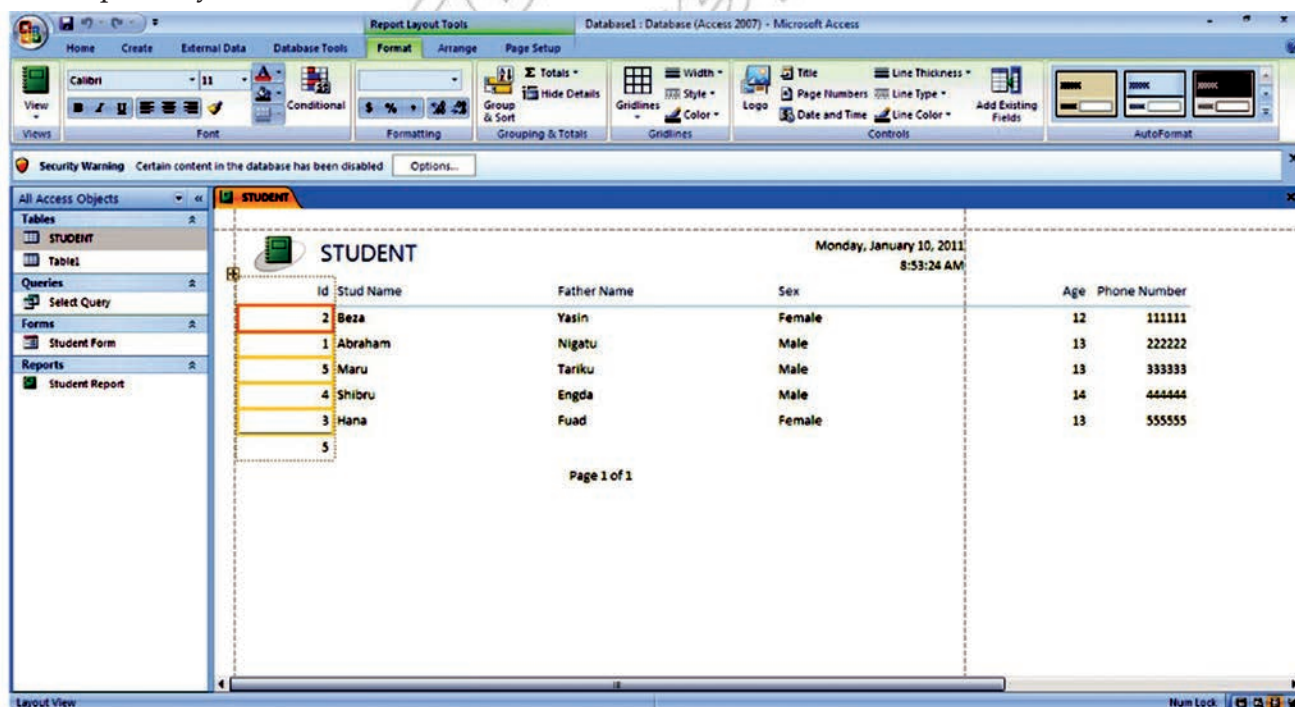 Report Layout Tools
Database1 : Database (Access 2007) - Microsoft Access
Home Create External Data Database Tools Format Arrange Page Setup
Calibri 11
View
B I U
Conditional
$ % ,
Group & Sort
Σ Totals
Hide Details
Gridlines
Width
Style
Color
Logo
Title
Page Numbers
Date and Time
Line Thickness
Line Type
Line Color
Add Existing Fields
Views Font Formatting Grouping & Totals Gridlines Controls AutoFormat
Security Warning Certain content in the database has been disabled Options...
All Access Objects
Tables
STUDENT
Table1
Queries
Select Query
Forms
Student Form
Reports
Student Report
STUDENT
STUDENT
Monday, January 10, 2011
8:53:24 AM
Id Stud Name Father Name Sex Age Phone Number
2 Beza Yasin Female 12 111111
1 Abraham Nigatu Male 13 222222
5 Maru Tariku Male 13 333333
4 Shibru Engda Male 14 444444
3 Hana Fuad Female 13 555555
5
Page 1 of 1
Layout View
Num Lock